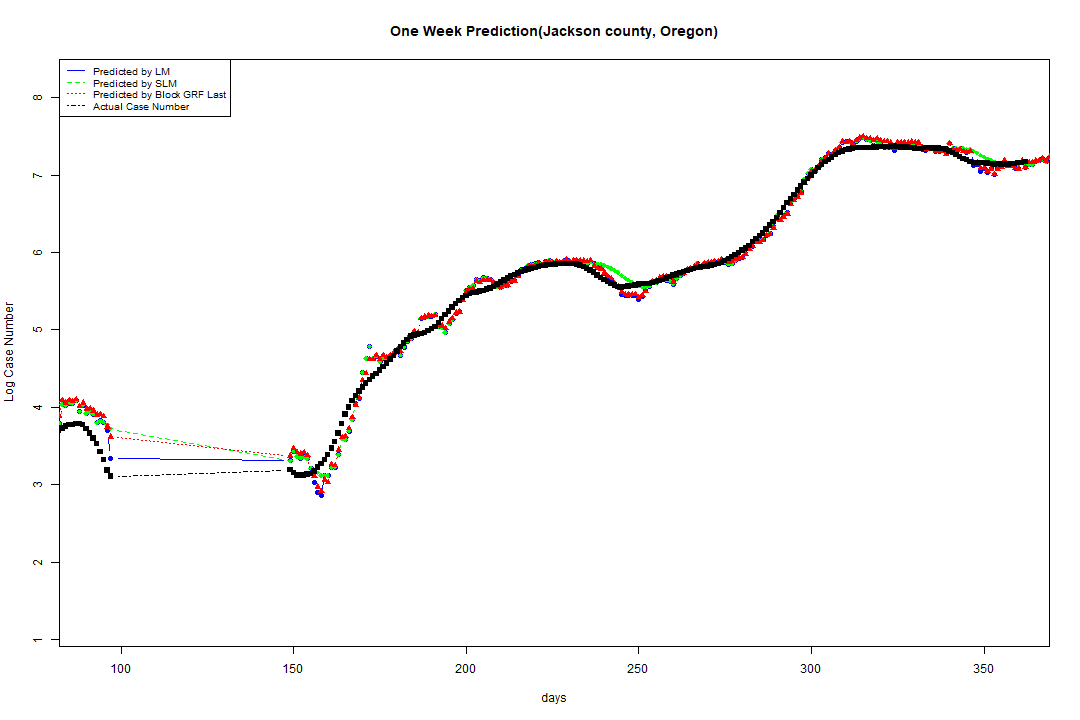 One Week Prediction(Jackson county, Oregon)
Predicted by LM
Predicted by SLM
Predicted by Block GRF Last
Actual Case Number
8
7
6
5
4
3
2
1
Log Case Number
100 150 200 250 300 350
days